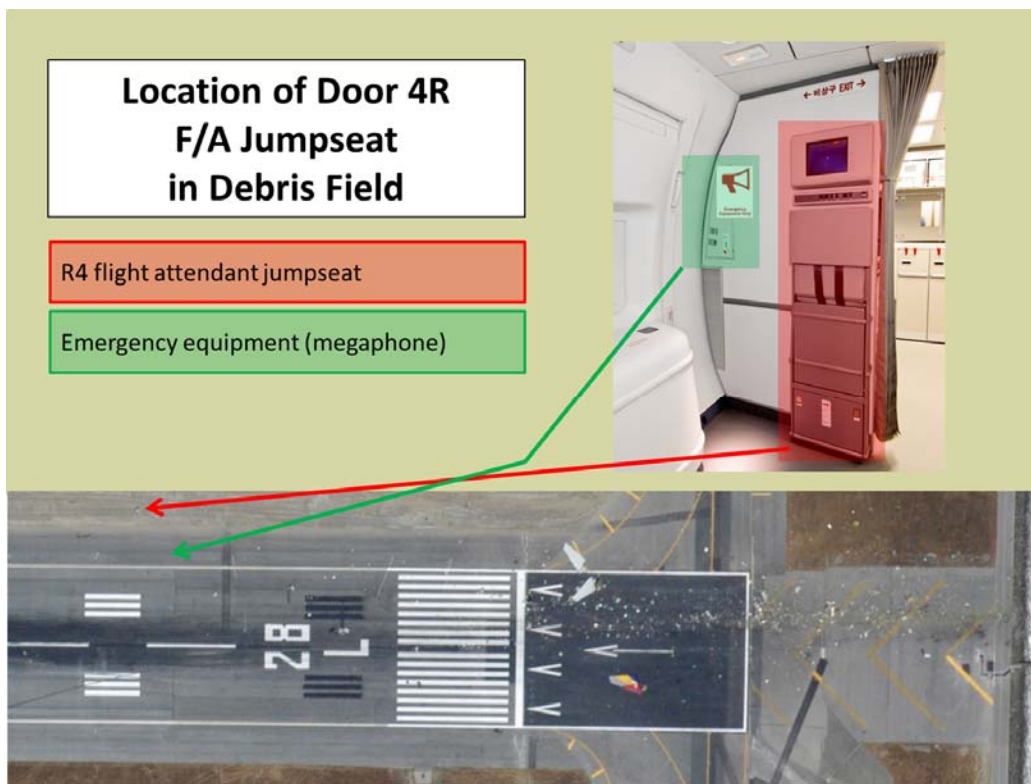 Location of Door 4R
F/A Jumpseat
in Debris Field
R4 flight attendant jumpseat
Emergency equipment (megaphone)
← 비상구 EXIT →
Emergency
28
L